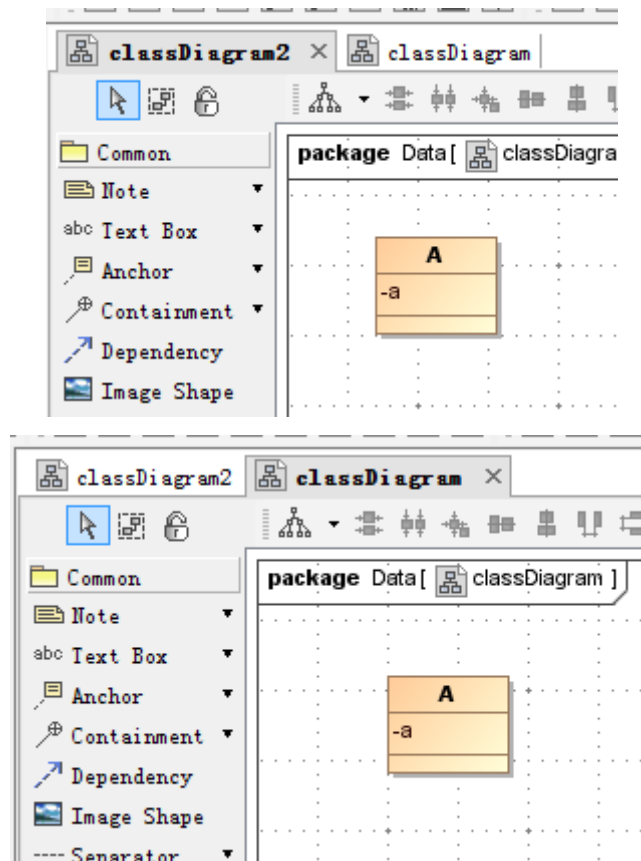 classDiagram2 × classDiagram
Common
package Data[ classDiagra
Note
abc Text Box
A
Anchor
-a
Containment
Dependency
Image Shape
classDiagram2 classDiagram ×
Common
package Data[ classDiagram ]
Note
abc Text Box
Anchor
A
Containment
-a
Dependency
Image Shape
Separator